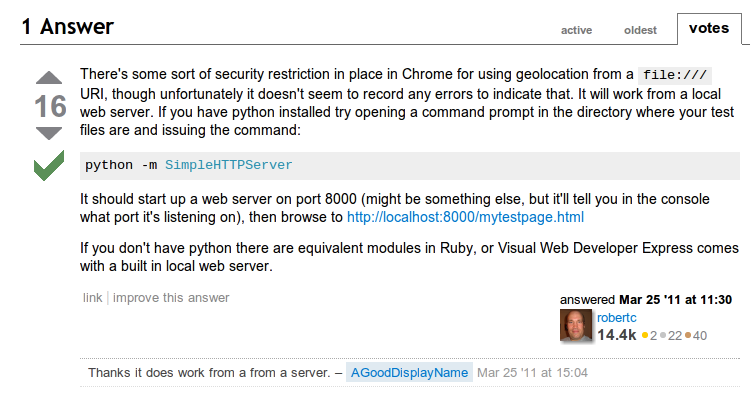 1 Answer
active oldest votes
There's some sort of security restriction in place in Chrome for using geolocation from a file:///
URI, though unfortunately it doesn't seem to record any errors to indicate that. It will work from a local
web server. If you have python installed try opening a command prompt in the directory where your test
files are and issuing the command:
16
python -m SimpleHTTPServer
It should start up a web server on port 8000 (might be something else, but it'll tell you in the console
what port it's listening on), then browse to http://localhost:8000/mytestpage.html
If you don't have python there are equivalent modules in Ruby, or Visual Web Developer Express comes
with a built in local web server.
link | improve this answer
answered Mar 25 '11 at 11:30
robertc
14.4k ●2 ●22 ●40
Thanks it does work from a from a server. – AGoodDisplayName Mar 25 '11 at 15:04